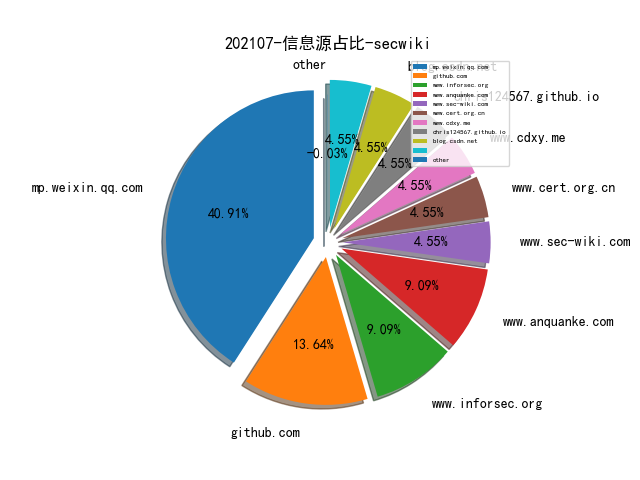 202107-信息源占比-secwiki
other
mp.weixin.qq.com
github.com
www.inforsec.org
www.anquanke.com
www.sec-wiki.com
www.cert.org.cn
www.cdxy.me
chris124567.github.io
blog.csdn.net
40.91%
13.64%
9.09%
9.09%
4.55%
4.55%
4.55%
4.55%
4.55%
4.55%
-0.03%
mp.weixin.qq.com
github.com
www.inforsec.org
www.anquanke.com
www.sec-wiki.com
www.cert.org.cn
www.cdxy.me
chris124567.github.io
blog.csdn.net
other